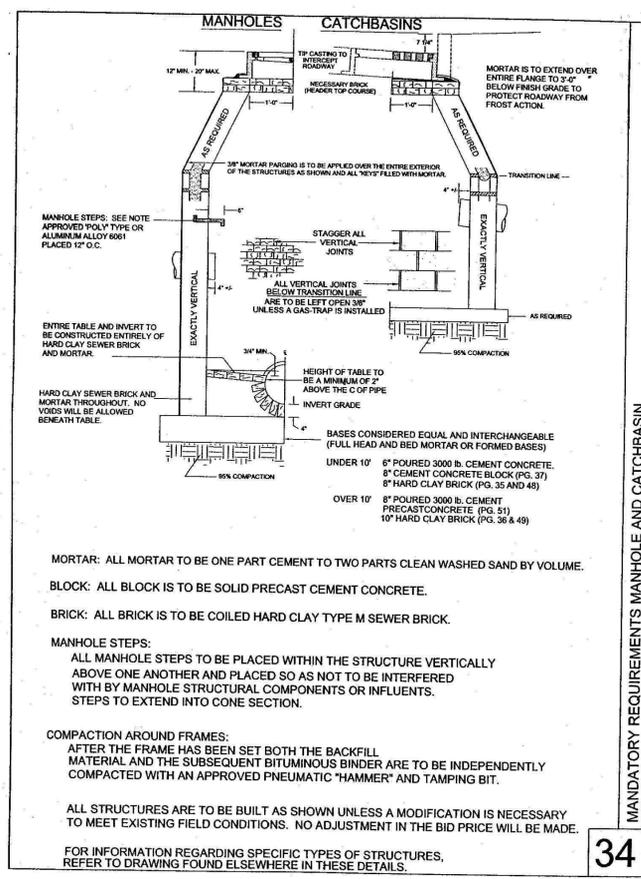 MANHOLES CATCHBASINS
7 1/4"
TIP CASTING TO
INTERCEPT
ROADWAY
12" MIN. - 20" MAX.
NECESSARY BRICK
(HEADER TOP COURSE)
MORTAR IS TO EXTEND OVER
ENTIRE FLANGE TO 3'-0"
BELOW FINISH GRADE TO
PROTECT ROADWAY FROM
FROST ACTION.
1'-0"
1'-0"
AS REQUIRED
AS REQUIRED
3/8" MORTAR PARGING IS TO BE APPLIED OVER THE ENTIRE EXTERIOR
OF THE STRUCTURES AS SHOWN AND ALL "KEYS" FILLED WITH MORTAR.
TRANSITION LINE
4" +/-
6"
MANHOLE STEPS: SEE NOTE
APPROVED 'POLY' TYPE OR
ALUMINUM ALLOY 6061
PLACED 12" O.C.
STAGGER ALL
VERTICAL
JOINTS
EXACTLY VERTICAL
EXACTLY VERTICAL
4" +/-
ALL VERTICAL JOINTS
BELOW TRANSITION LINE
ARE TO BE LEFT OPEN 3/8"
UNLESS A GAS-TRAP IS INSTALLED
AS REQUIRED
95% COMPACTION
ENTIRE TABLE AND INVERT TO
BE CONSTRUCTED ENTIRELY OF
HARD CLAY SEWER BRICK
AND MORTAR.
3/4" MIN.
HEIGHT OF TABLE TO
BE A MINIMUM OF 2"
ABOVE THE C OF PIPE
INVERT GRADE
HARD CLAY SEWER BRICK AND
MORTAR THROUGHOUT. NO
VOIDS WILL BE ALLOWED
BENEATH TABLE.
4"
95% COMPACTION
BASES CONSIDERED EQUAL AND INTERCHANGEABLE
(FULL HEAD AND BED MORTAR OR FORMED BASES)
UNDER 10' 6" POURED 3000 lb. CEMENT CONCRETE.
8" CEMENT CONCRETE BLOCK (PG. 37)
8" HARD CLAY BRICK (PG. 35 AND 48)
OVER 10' 8" POURED 3000 lb. CEMENT
PRECASTCONCRETE (PG. 51)
10" HARD CLAY BRICK (PG. 36 & 49)
MORTAR: ALL MORTAR TO BE ONE PART CEMENT TO TWO PARTS CLEAN WASHED SAND BY VOLUME.
BLOCK: ALL BLOCK IS TO BE SOLID PRECAST CEMENT CONCRETE.
BRICK: ALL BRICK IS TO BE COILED HARD CLAY TYPE M SEWER BRICK.
MANHOLE STEPS:
ALL MANHOLE STEPS TO BE PLACED WITHIN THE STRUCTURE VERTICALLY
ABOVE ONE ANOTHER AND PLACED SO AS NOT TO BE INTERFERED
WITH BY MANHOLE STRUCTURAL COMPONENTS OR INFLUENTS.
STEPS TO EXTEND INTO CONE SECTION.
COMPACTION AROUND FRAMES:
AFTER THE FRAME HAS BEEN SET BOTH THE BACKFILL
MATERIAL AND THE SUBSEQUENT BITUMINOUS BINDER ARE TO BE INDEPENDENTLY
COMPACTED WITH AN APPROVED PNEUMATIC "HAMMER" AND TAMPING BIT.
ALL STRUCTURES ARE TO BE BUILT AS SHOWN UNLESS A MODIFICATION IS NECESSARY
TO MEET EXISTING FIELD CONDITIONS. NO ADJUSTMENT IN THE BID PRICE WILL BE MADE.
FOR INFORMATION REGARDING SPECIFIC TYPES OF STRUCTURES,
REFER TO DRAWING FOUND ELSEWHERE IN THESE DETAILS.
MANDATORY REQUIREMENTS MANHOLE AND CATCHBASIN
34